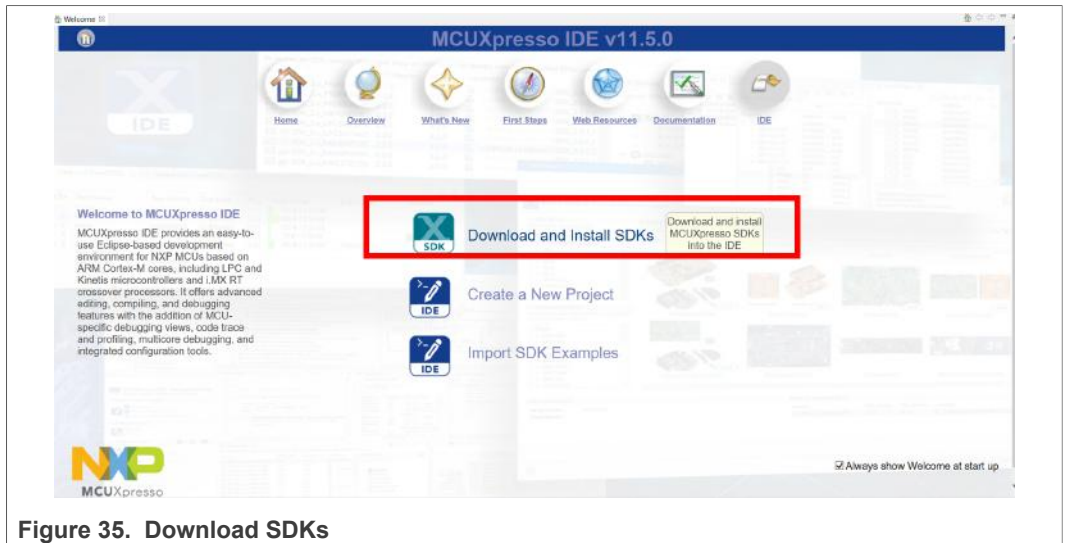 Welcome
MCUXpresso IDE v11.5.0
Home
Overview
What's New
First Steps
Web Resources
Documentation
IDE
IDE
Welcome to MCUXpresso IDE
MCUXpresso IDE provides an easy-to-
use Eclipse-based development
environment for NXP MCUs based on
ARM Cortex-M cores, including LPC and
Kinetis microcontrollers and i.MX RT
crossover processors. It offers advanced
editing, compiling, and debugging
features with the addition of MCU-
specific debugging views, code trace
and profiling, multicore debugging, and
integrated configuration tools.
X
SDK
Download and Install SDKs
Download and install
MCUXpresso SDKs
into the IDE
IDE
Create a New Project
IDE
Import SDK Examples
NXP
MCUXpresso
Always show Welcome at start up
Figure 35. Download SDKs